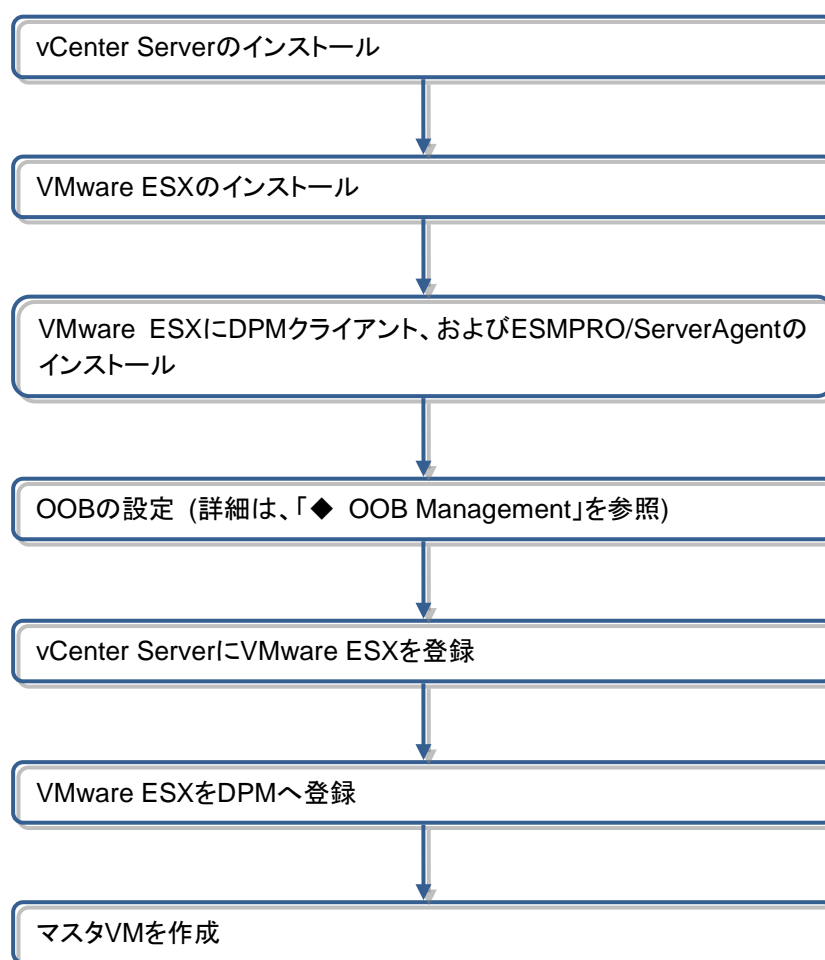 vCenter Serverのインストール
VMware ESXのインストール
VMware ESXにDPMクライアント、およびESMPRO/ServerAgentの
インストール
OOBの設定 (詳細は、「◆ OOB Management」を参照)
vCenter ServerにVMware ESXを登録
VMware ESXをDPMへ登録
マスタVMを作成